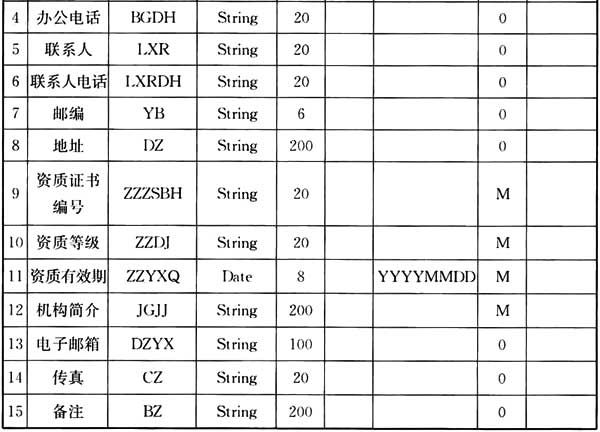 4 办公电话 BGDH String 20 0
5 联系人 LXR String 20 0
6 联系人电话 LXRDH String 20 0
7 邮编 YB String 6 0
8 地址 DZ String 200 0
9 资质证书
编号 ZZZSBH String 20 M
10 资质等级 ZZDJ String 20 M
11 资质有效期 ZZYXQ Date 8 YYYYMMDD M
12 机构简介 JGJJ String 200 M
13 电子邮箱 DZYX String 100 0
14 传真 CZ String 20 0
15 备注 BZ String 200 0